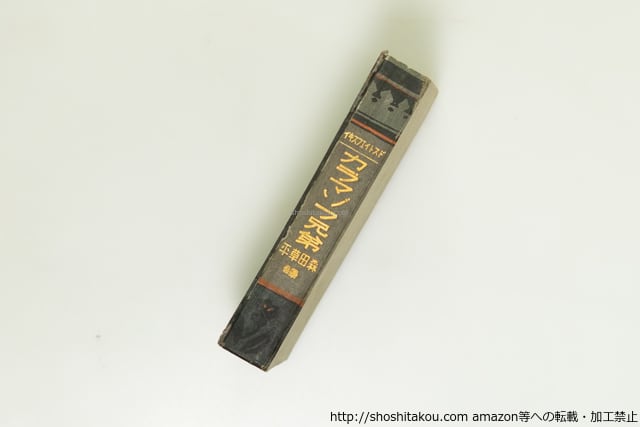 ドストイエフスキイ
カラマゾフ兄弟
森田草平
http://shoshitakou.com amazon等への転載・加工禁止